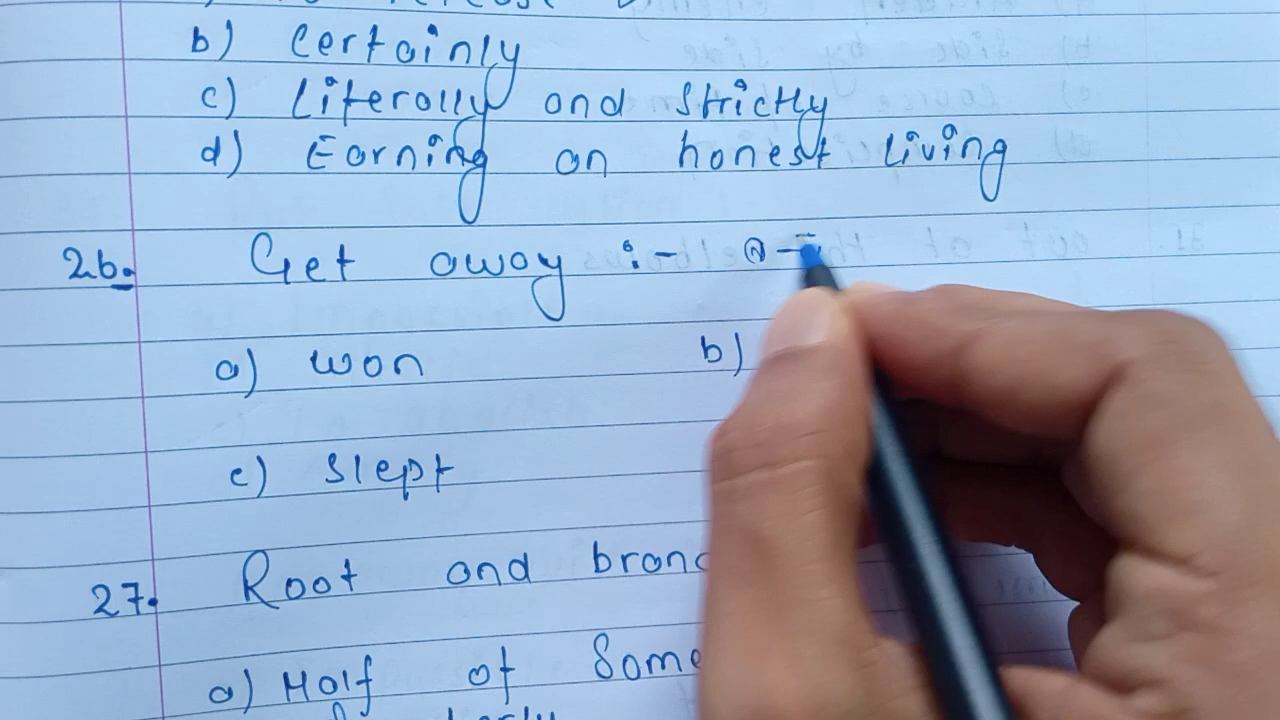 b) Certainly
c) Literally and strictly
d) Earning an honest living
26. Get away :-
a) won b)
c) slept
27. Root and
a) Half of Some